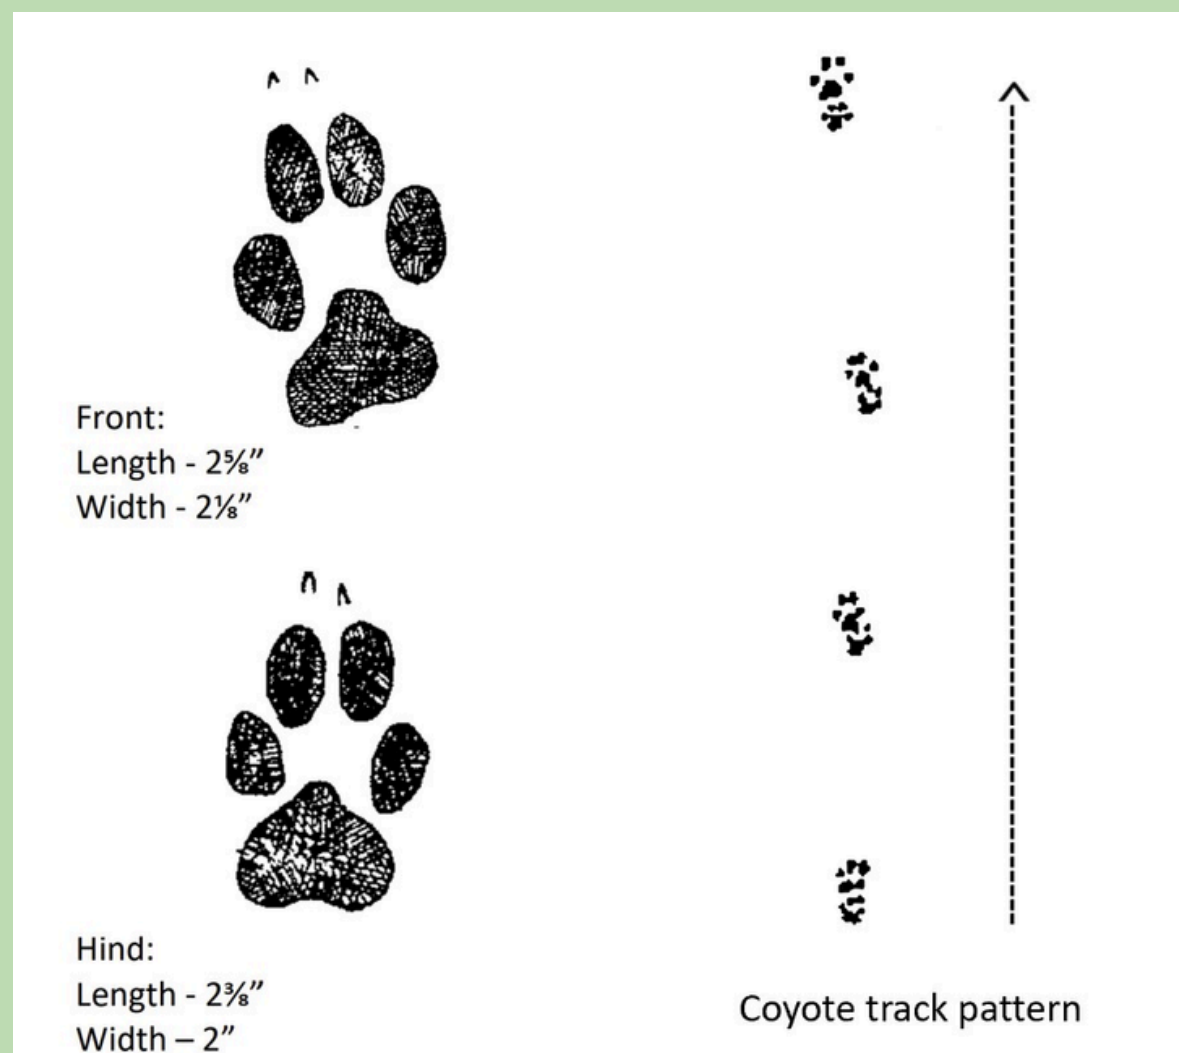 Front:
Length - 2⅝”
Width - 2⅛”
Hind:
Length - 2⅜”
Width – 2”
Coyote track pattern